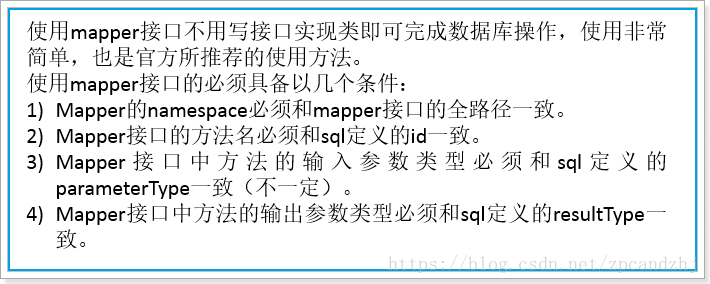 使用mapper接口不用写接口实现类即可完成数据库操作，使用非常
简单，也是官方所推荐的使用方法。
使用mapper接口的必须具备以几个条件：
1) Mapper的namespace必须和mapper接口的全路径一致。
2) Mapper接口的方法名必须和sql定义的id一致。
3) Mapper接口中方法的输入参数类型必须和sql定义的
parameterType一致（不一定）。
4) Mapper接口中方法的输出参数类型必须和sql定义的resultType一
致。
https://blog.csdn.net/zpcandzhj